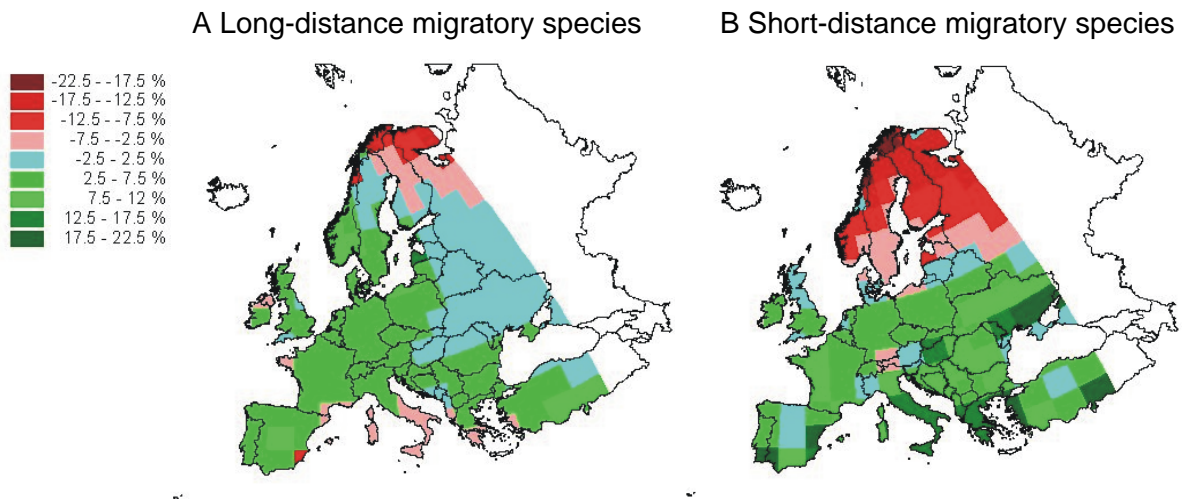 A Long-distance migratory species
B Short-distance migratory species
-22.5 - -17.5 %
-17.5 - -12.5 %
-12.5 - -7.5 %
-7.5 - -2.5 %
-2.5 - 2.5 %
2.5 - 7.5 %
7.5 - 12 %
12.5 - 17.5 %
17.5 - 22.5 %